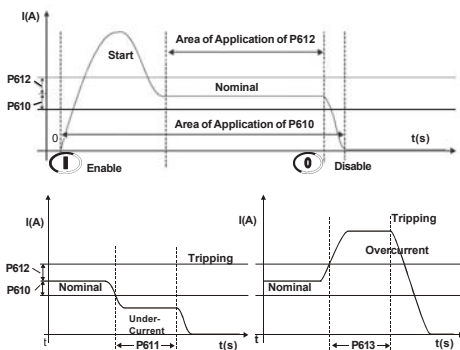 I(A)
Area of Application of P612
Start
P612
Nominal
P610
Area of Application of P610
0
t(s)
I Enable
0 Disable
I(A)
Tripping
P612
Nominal
P610
Under-
Current
t
P611
t(s)
I(A)
Tripping
Overcurrent
Nominal
t
P613
t(s)